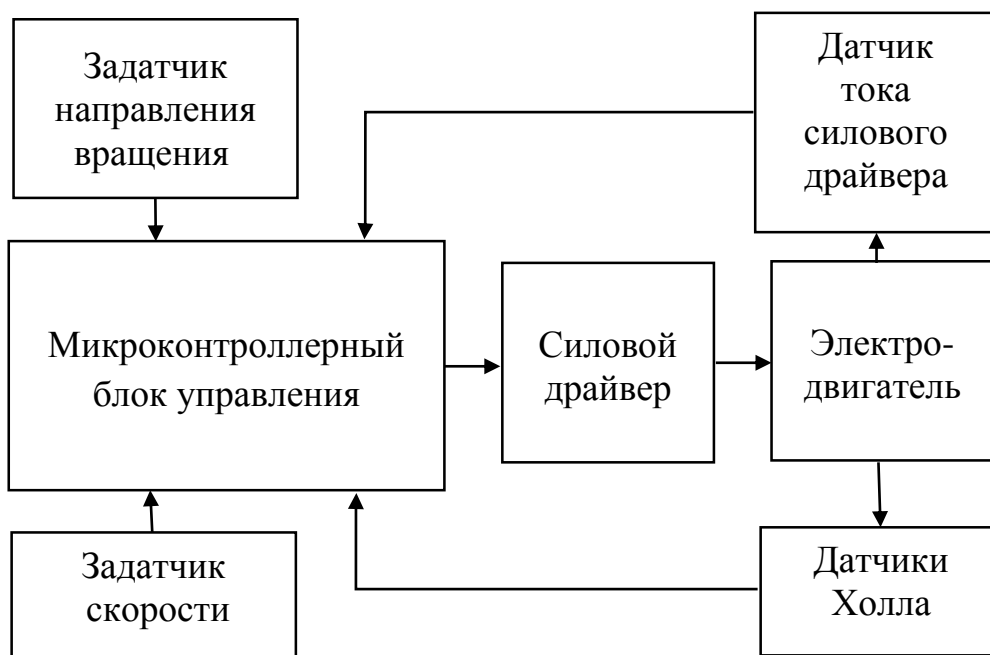 Задатчик
направления
вращения
Датчик
тока
силового
драйвера
Микроконтроллерный
блок управления
Силовой
драйвер
Электро-
двигатель
Задатчик
скорости
Датчики
Холла